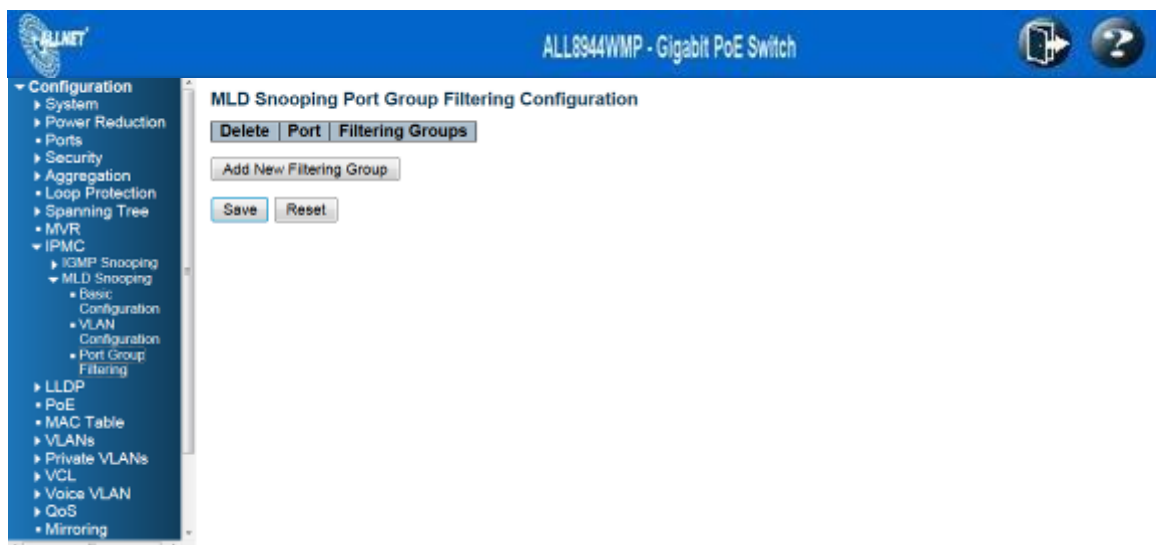 ALLNET
ALL8944WMP - Gigabit PoE Switch
?
Configuration
System
Power Reduction
Ports
Security
Aggregation
Loop Protection
Spanning Tree
MVR
IPMC
IGMP Snooping
MLD Snooping
Basic
Configuration
VLAN
Configuration
Port Group
Filtering
LLDP
PoE
MAC Table
VLANs
Private VLANs
VCL
Voice VLAN
QoS
Mirroring
MLD Snooping Port Group Filtering Configuration
Delete Port Filtering Groups
Add New Filtering Group
Save Reset